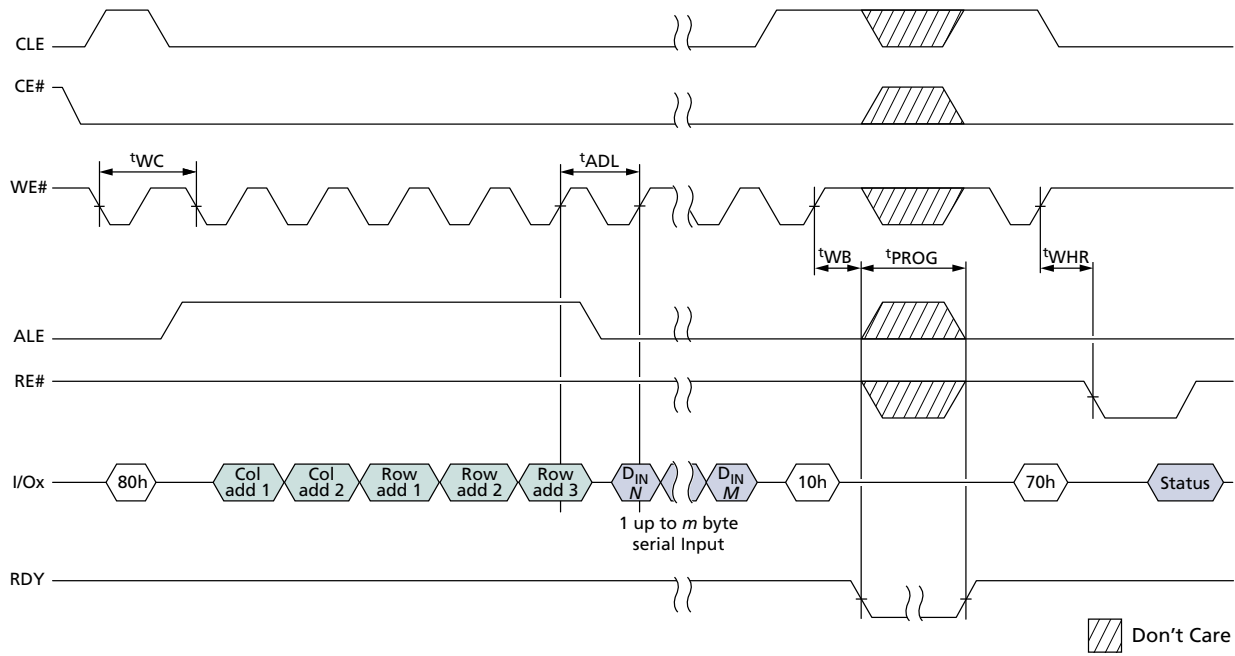 CLE
CE#
tWC
tADL
WE#
tWB
tPROG
tWHR
ALE
RE#
I/Ox
80h
Col add 1
Col add 2
Row add 1
Row add 2
Row add 3
DIN N
DIN M
10h
70h
Status
1 up to m byte
serial Input
RDY
Don't Care